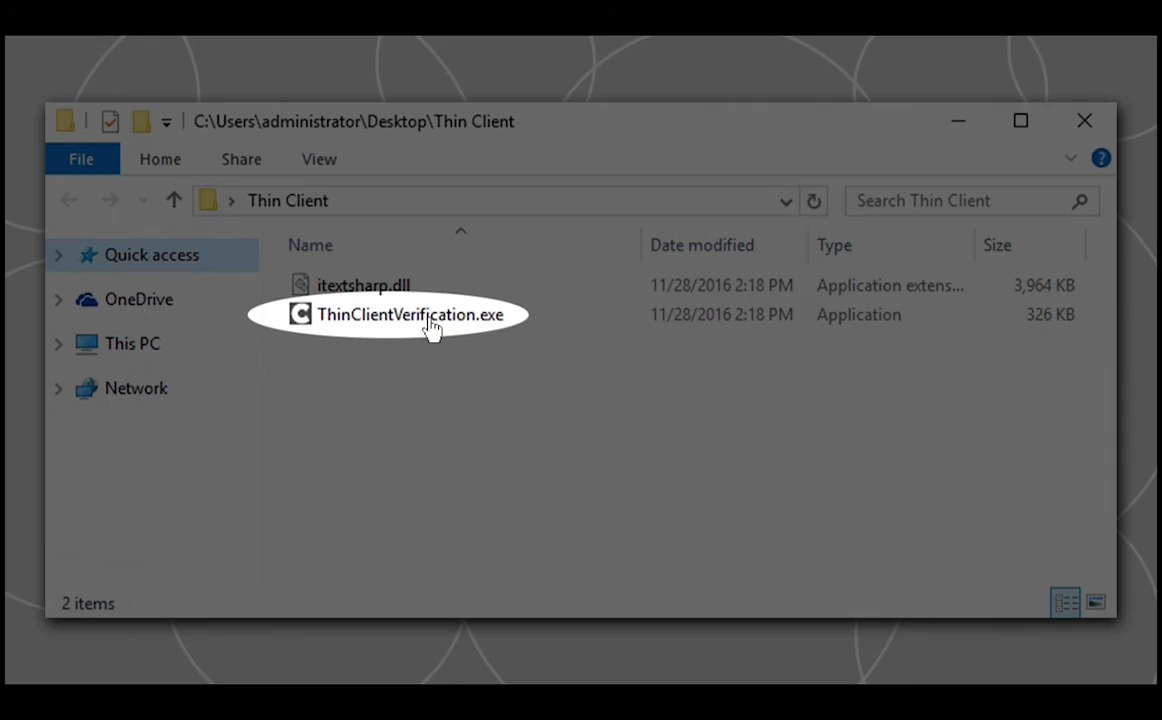 C:\Users\administrator\Desktop\Thin Client
File Home Share View
Thin Client
Search Thin Client
Name Date modified Type Size
Quick access
OneDrive
This PC
Network
itextsharp.dll 11/28/2016 2:18 PM Application extens... 3,964 KB
ThinClientVerification.exe 11/28/2016 2:18 PM Application 326 KB
2 items